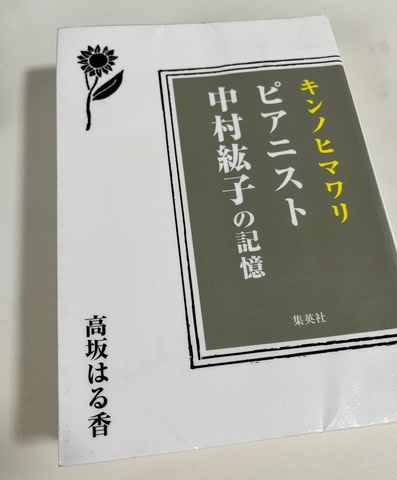 キンノヒマワリ
ピアニスト
中村紘子の記憶
集英社
高坂はる香